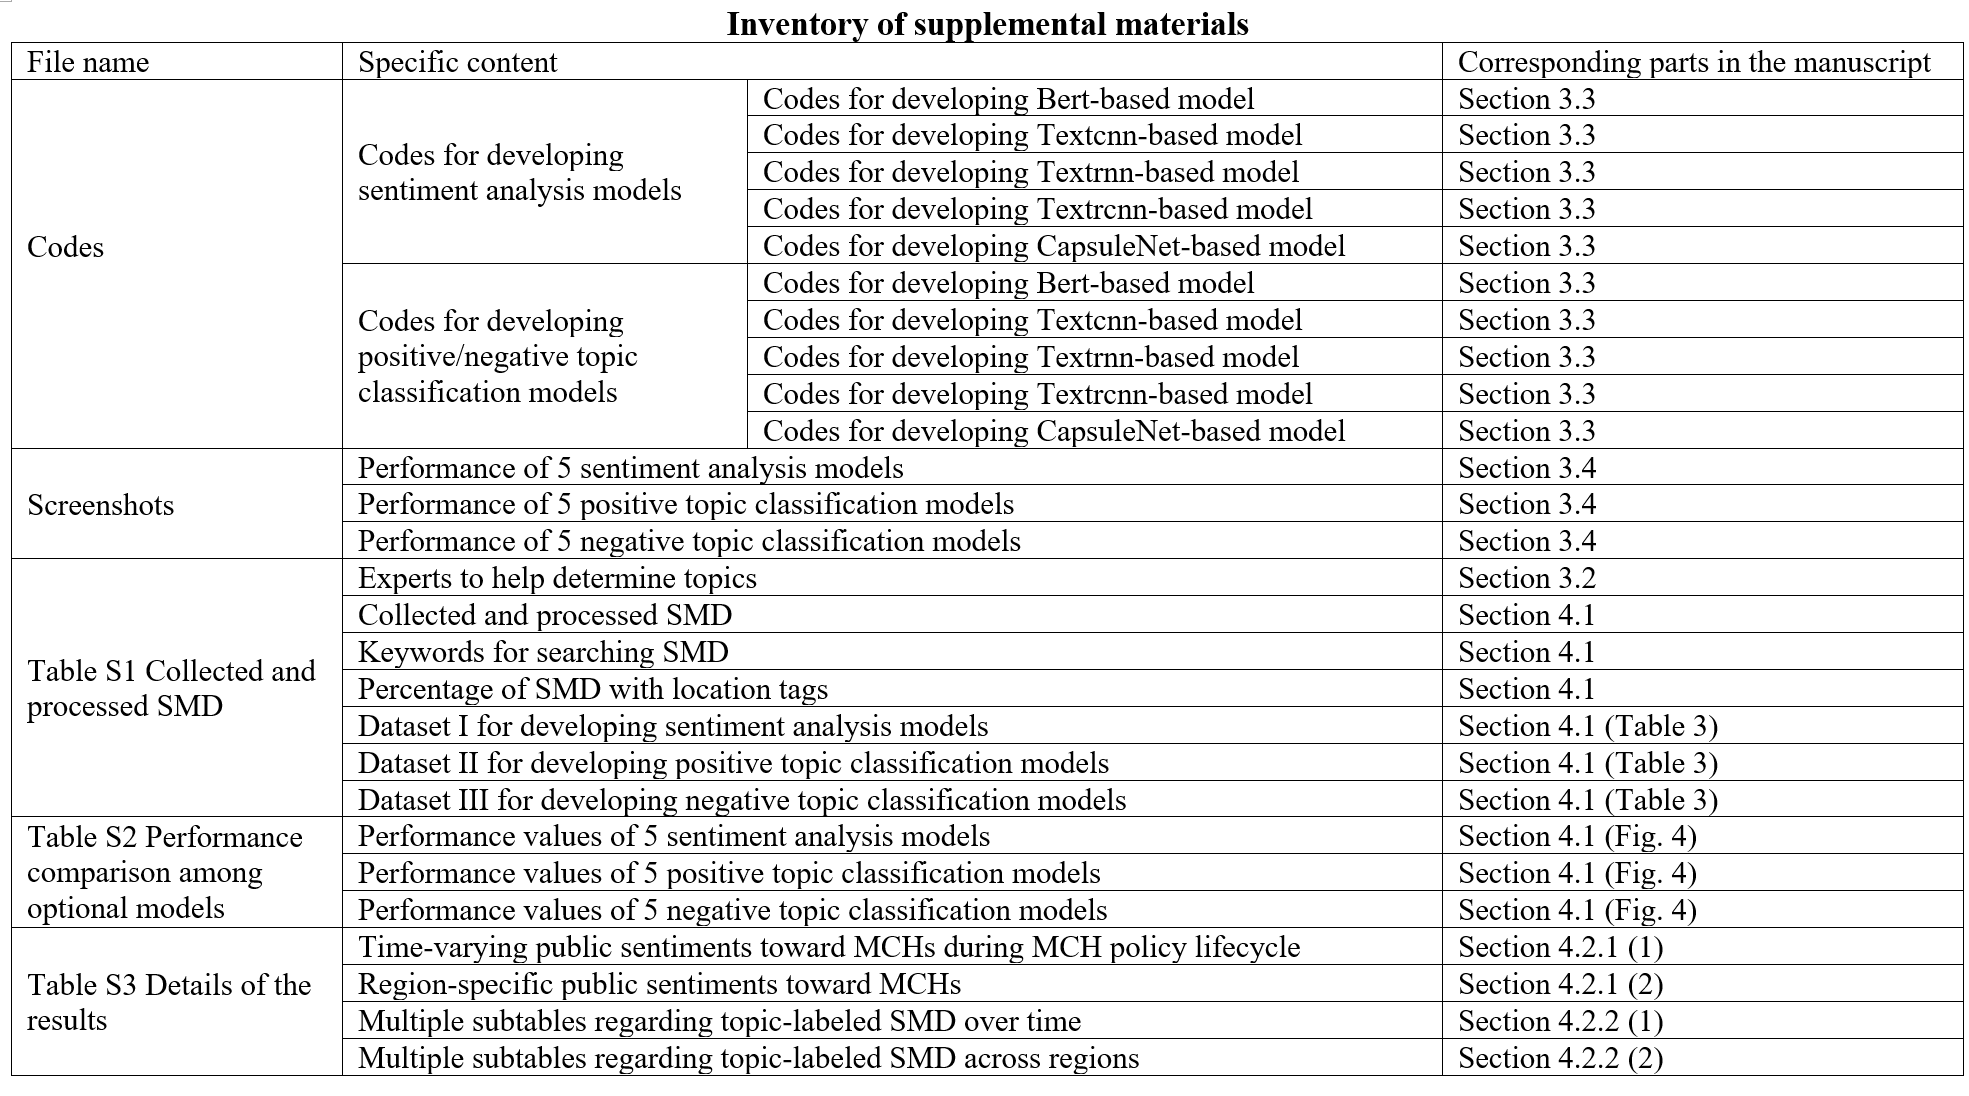 Inventory of supplemental materials
File name
Specific content
Corresponding parts in the manuscript
Codes
Codes for developing
sentiment analysis models
Codes for developing Bert-based model
Section 3.3
Codes for developing Textcnn-based model
Section 3.3
Codes for developing Textrnn-based model
Section 3.3
Codes for developing Textrcnn-based model
Section 3.3
Codes for developing CapsuleNet-based model
Section 3.3
Codes for developing
positive/negative topic
classification models
Codes for developing Bert-based model
Section 3.3
Codes for developing Textcnn-based model
Section 3.3
Codes for developing Textrnn-based model
Section 3.3
Codes for developing Textrcnn-based model
Section 3.3
Codes for developing CapsuleNet-based model
Section 3.3
Screenshots
Performance of 5 sentiment analysis models
Section 3.4
Performance of 5 positive topic classification models
Section 3.4
Performance of 5 negative topic classification models
Section 3.4
Table S1 Collected and
processed SMD
Experts to help determine topics
Section 3.2
Collected and processed SMD
Section 4.1
Keywords for searching SMD
Section 4.1
Percentage of SMD with location tags
Section 4.1
Dataset I for developing sentiment analysis models
Section 4.1 (Table 3)
Dataset II for developing positive topic classification models
Section 4.1 (Table 3)
Dataset III for developing negative topic classification models
Section 4.1 (Table 3)
Table S2 Performance
comparison among
optional models
Performance values of 5 sentiment analysis models
Section 4.1 (Fig. 4)
Performance values of 5 positive topic classification models
Section 4.1 (Fig. 4)
Performance values of 5 negative topic classification models
Section 4.1 (Fig. 4)
Table S3 Details of the
results
Time-varying public sentiments toward MCHs during MCH policy lifecycle
Section 4.2.1 (1)
Region-specific public sentiments toward MCHs
Section 4.2.1 (2)
Multiple subtables regarding topic-labeled SMD over time
Section 4.2.2 (1)
Multiple subtables regarding topic-labeled SMD across regions
Section 4.2.2 (2)